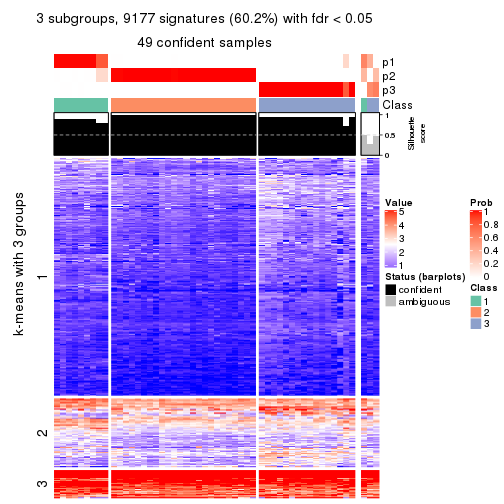 3 subgroups, 9177 signatures (60.2%) with fdr < 0.05
49 confident samples
p1
p2
p3
Class
1
0.5
0
Silhouette
score
k-means with 3 groups
1
2
3
Value
5
4
3
2
1
Status (barplots)
confident
ambiguous
Prob
1
0.8
0.6
0.4
0.2
0
Class
1
2
3